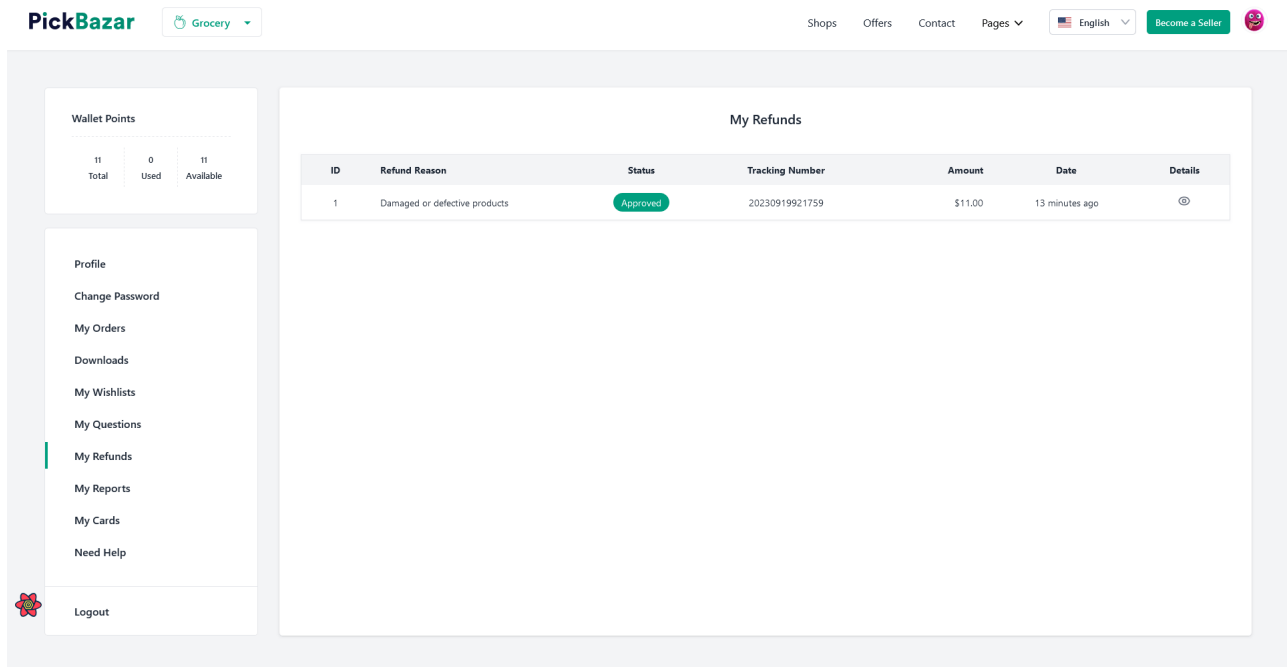 PickBazar Grocery Shops Offers Contact Pages English Become a Seller
Wallet Points
11 0 11
Total Used Available
Profile
Change Password
My Orders
Downloads
My Wishlists
My Questions
My Refunds
My Reports
My Cards
Need Help
Logout
My Refunds
ID Refund Reason Status Tracking Number Amount Date Details
1 Damaged or defective products Approved 20230919921759 $11.00 13 minutes ago